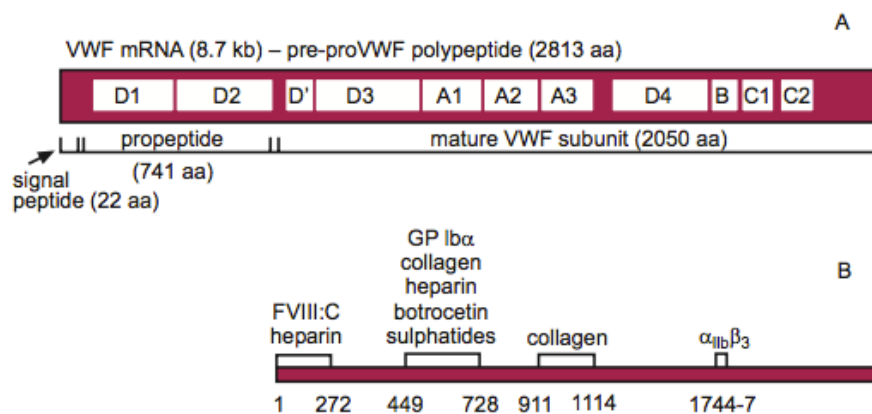 A
VWF mRNA (8.7 kb) – pre-proVWF polypeptide (2813 aa)
D1 D2 D' D3 A1 A2 A3 D4 B C1 C2
propeptide mature VWF subunit (2050 aa)
(741 aa)
signal
peptide (22 aa)
B
GP Ibα
collagen
heparin
botrocetin
sulphatides
FVIII:C
heparin
collagen
αIIbβ3
1 272 449 728 911 1114 1744-7